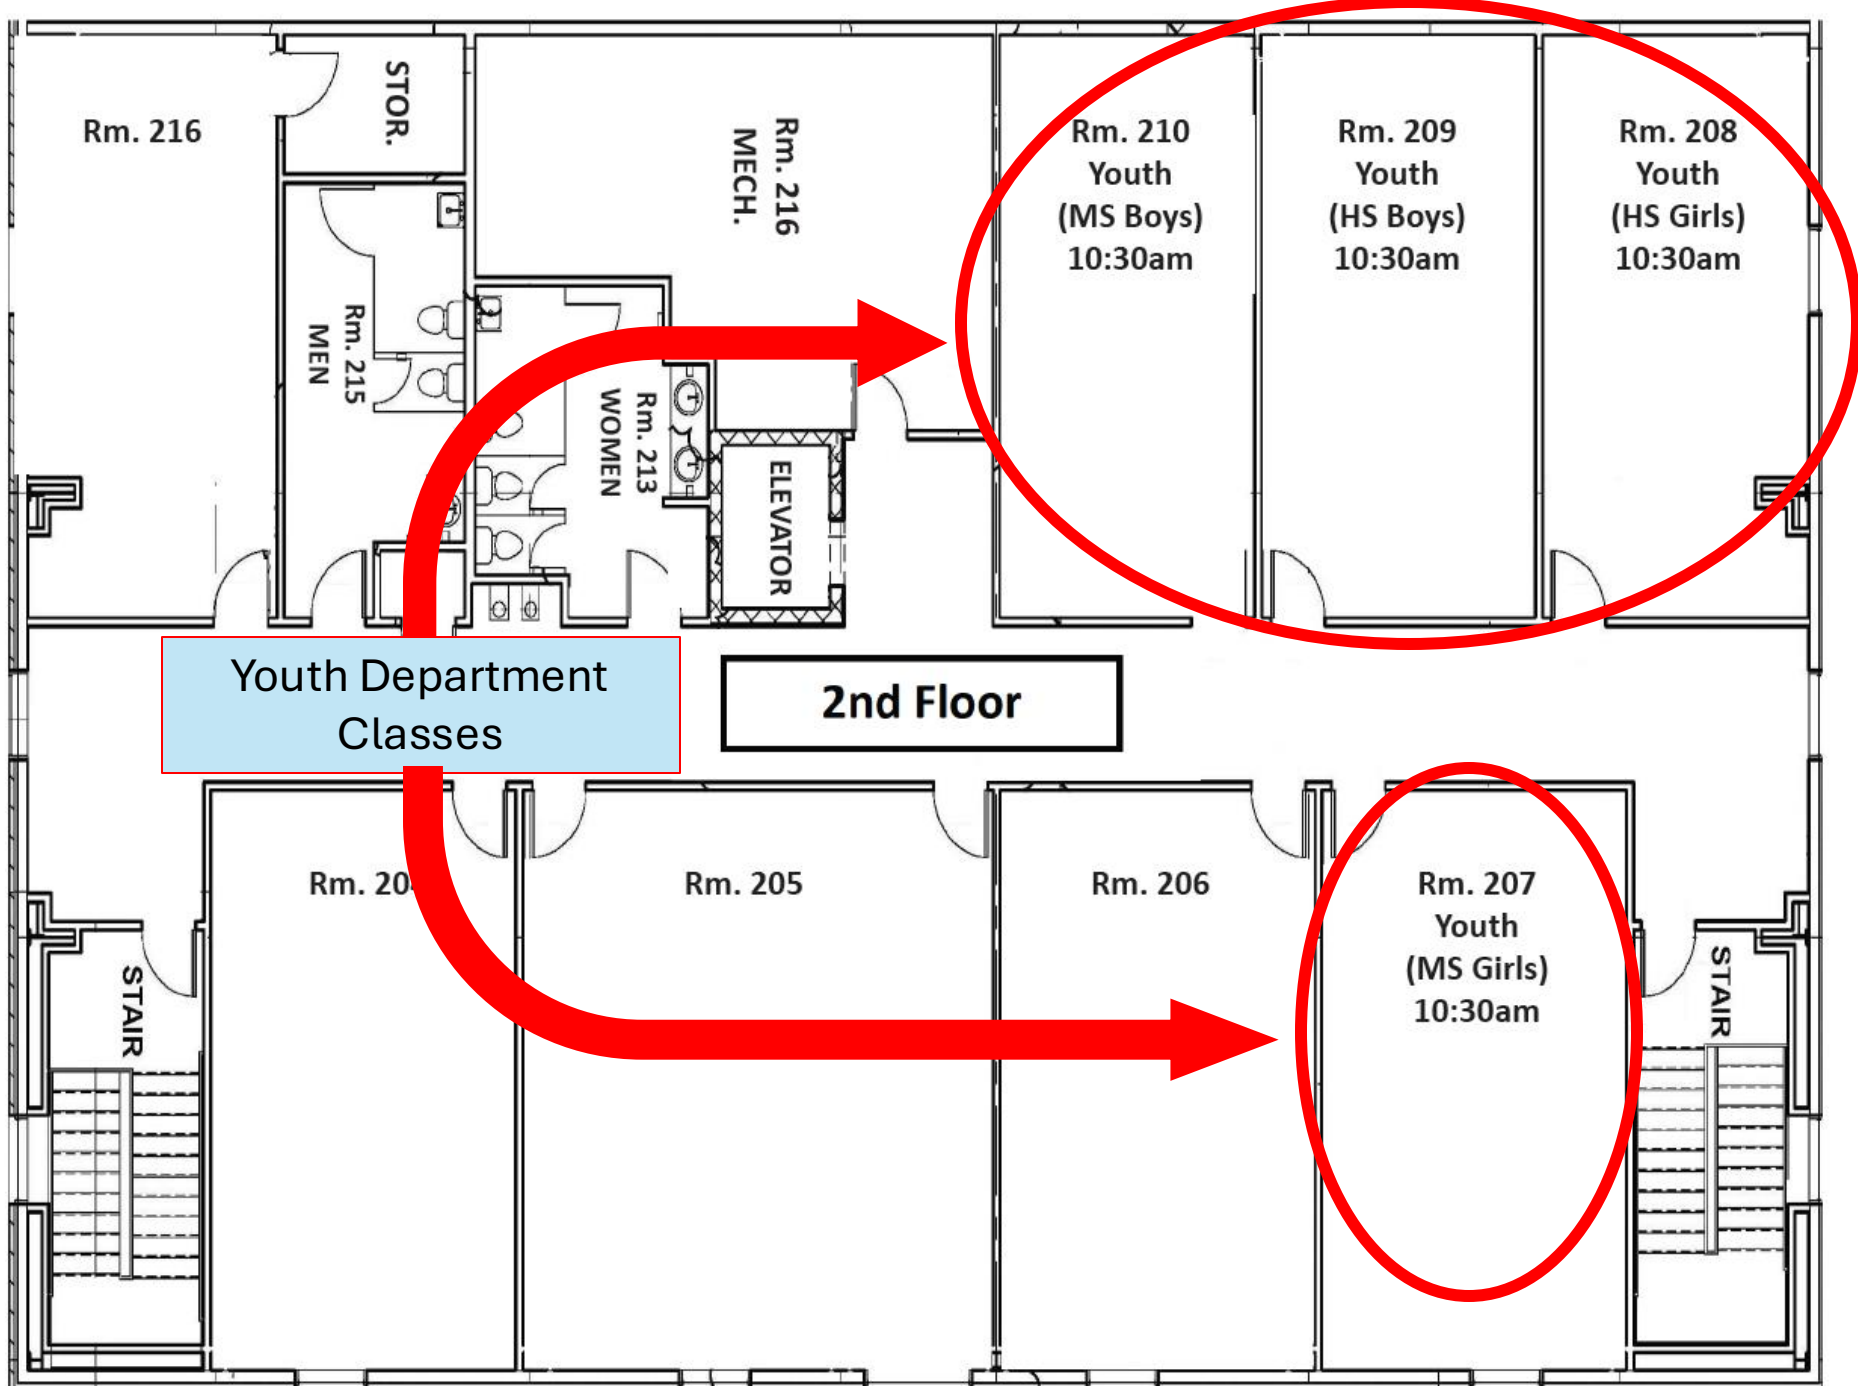 Rm. 216
STOR.
Rm. 216
MECH.
Rm. 210
Youth
(MS Boys)
10:30am
Rm. 209
Youth
(HS Boys)
10:30am
Rm. 208
Youth
(HS Girls)
10:30am
Rm. 215
MEN
Rm. 213
WOMEN
ELEVATOR
Youth Department
Classes
2nd Floor
Rm. 20
Rm. 205
Rm. 206
Rm. 207
Youth
(MS Girls)
10:30am
STAIR
STAIR